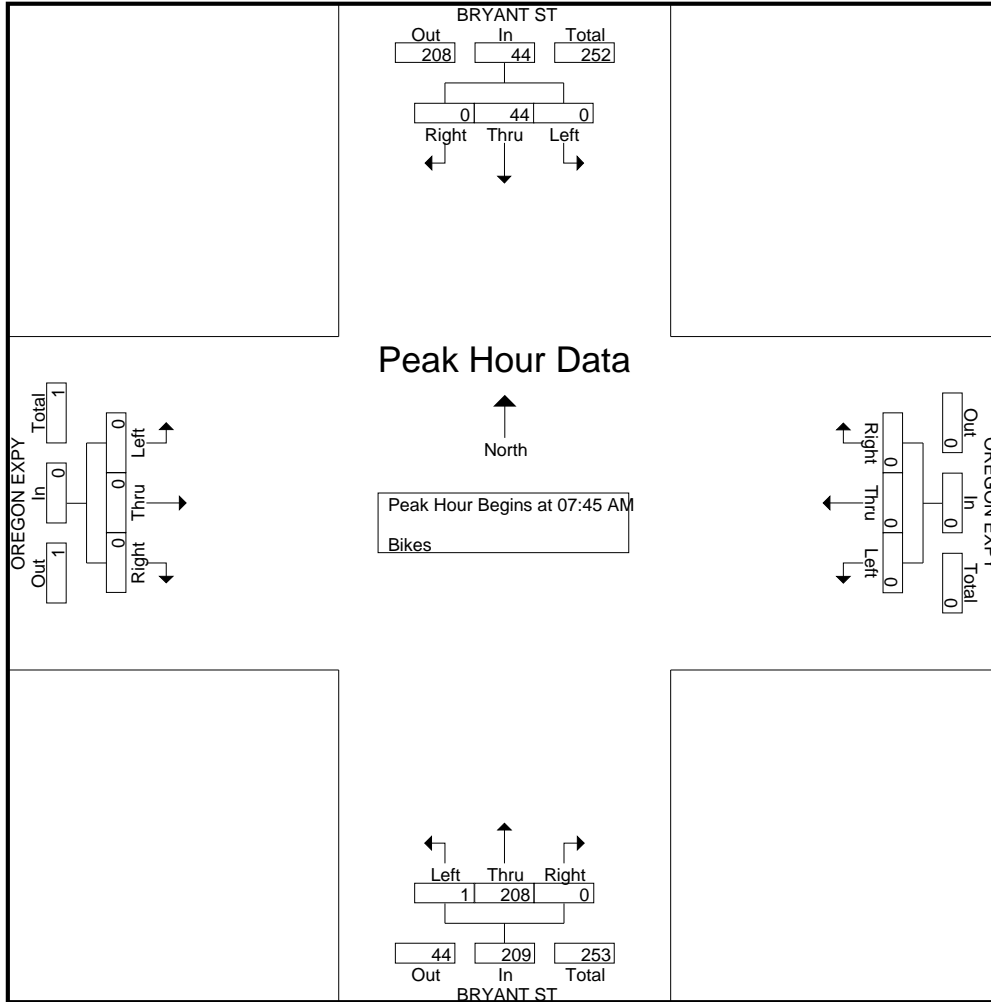 BRYANT ST
Out In Total
208 44 252
0 44 0
Right Thru Left
Peak Hour Data
North
Peak Hour Begins at 07:45 AM
Bikes
OREGON EXPY
Total In Out
1 0 1
0 0 0
Left Thru Right
Right Thru Left
0 0 0
0 0 0
Out In Total
OREGON EXPY
Left Thru Right
1 208 0
44 209 253
Out In Total
BRYANT ST